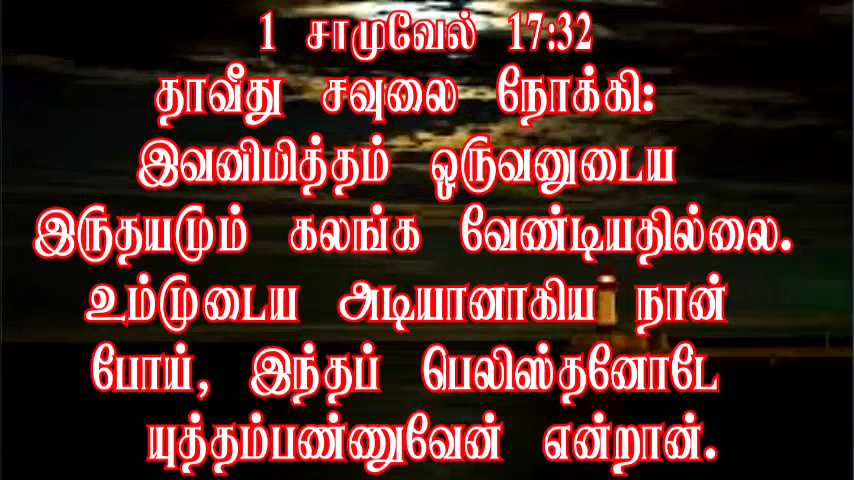 1 சாமுவேல் 17:32
தாவீது சவுலை நோக்கி:
இவனிமித்தம் ஒருவனுடைய
இருதயமும் கலங்க வேண்டியதில்லை.
உம்முடைய அடியானாகிய நான்
போய், இந்தப் பெலிஸ்தனோடே
யுத்தம்பண்ணுவேன் என்றான்.